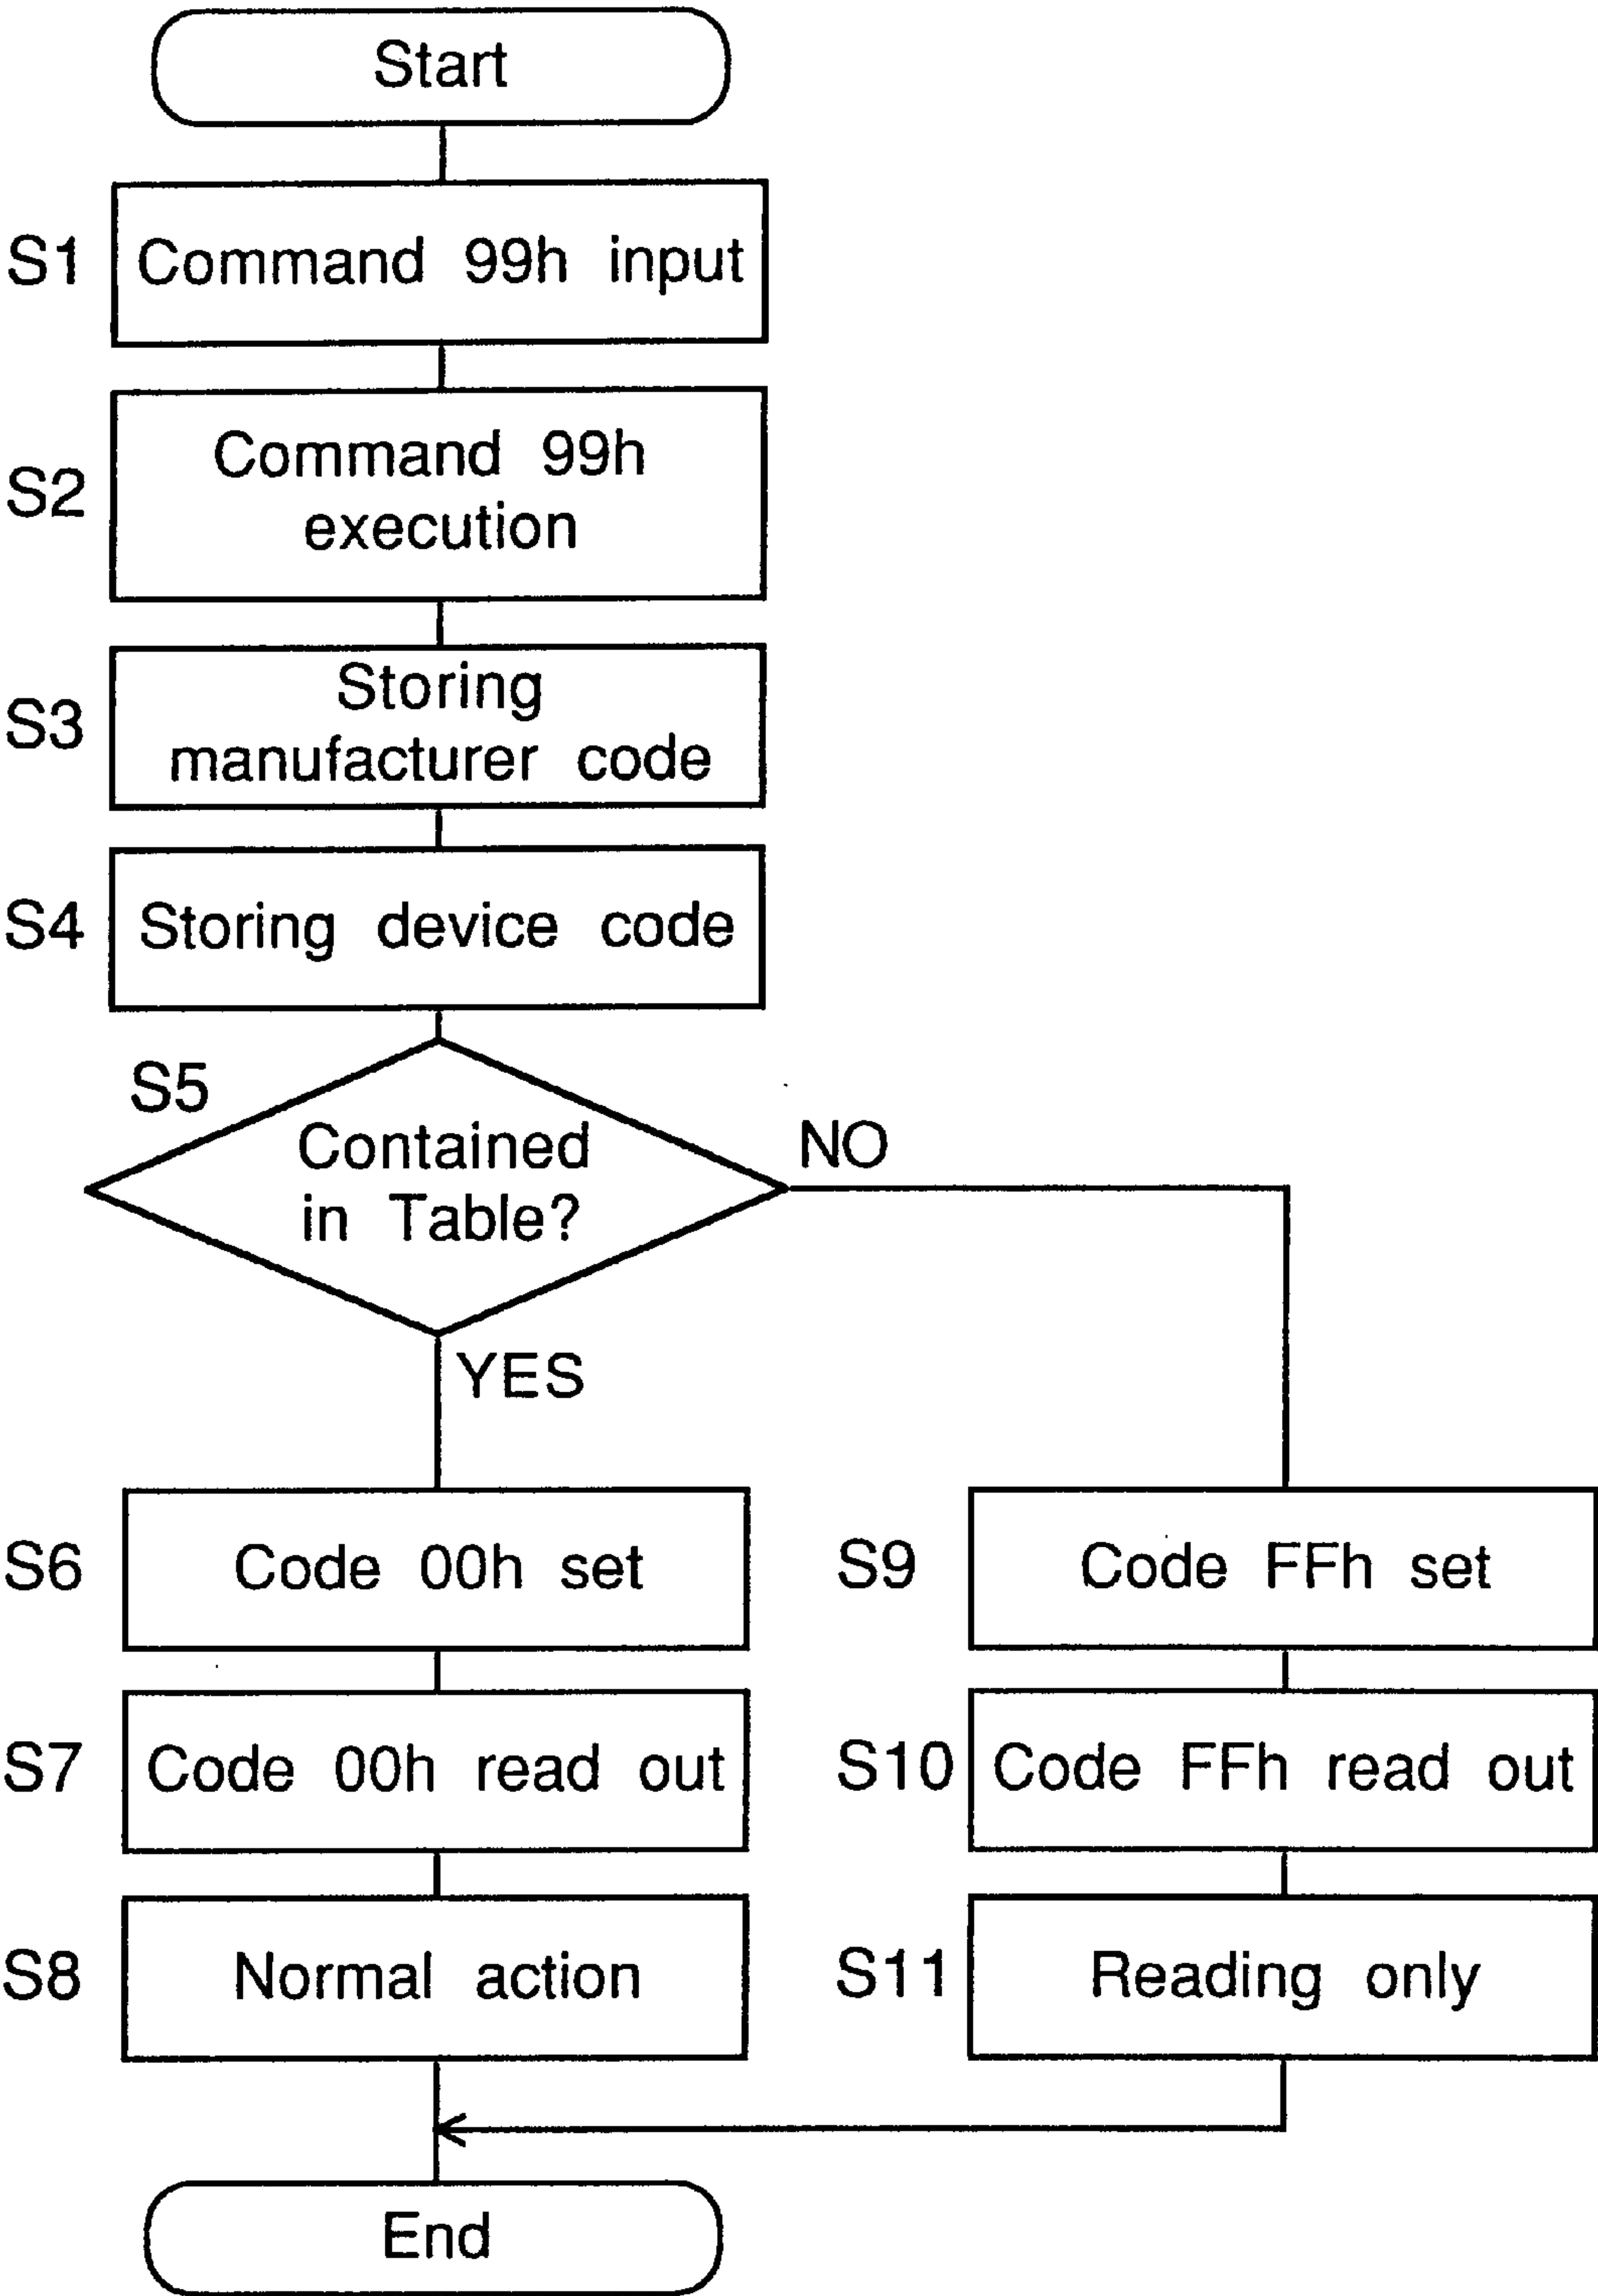 Start
S1 Command 99h input
S2 Command 99h
execution
S3 Storing
manufacturer code
S4 Storing device code
S5
Contained
in Table?
NO
YES
S6 Code 00h set
S9 Code FFh set
S7 Code 00h read out
S10 Code FFh read out
S8 Normal action
S11 Reading only
End